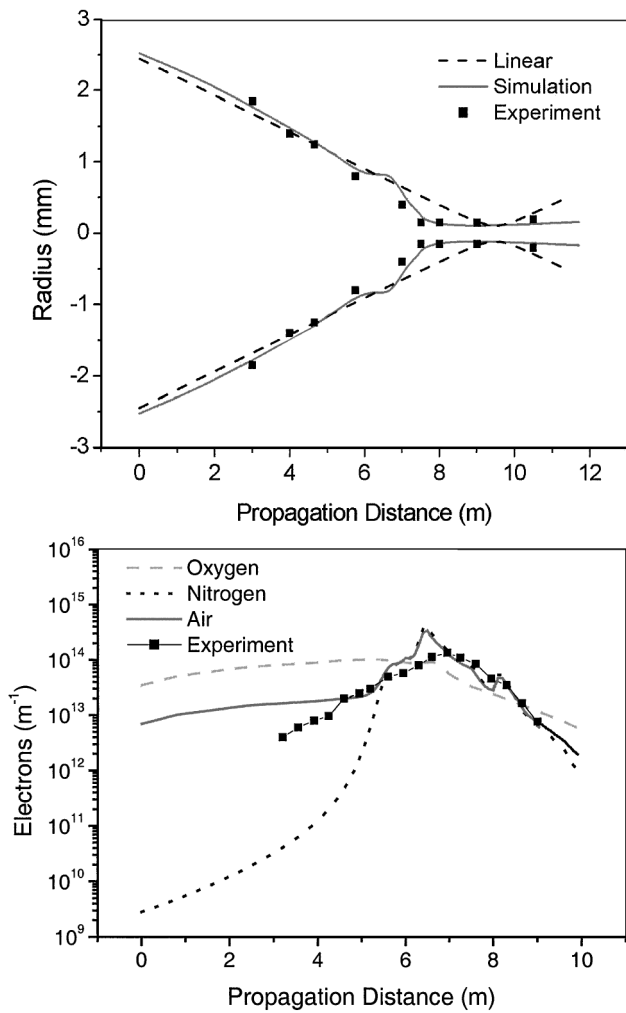 3
2
1
0
-1
-2
-3
Radius (mm)
Linear
Simulation
Experiment
0 2 4 6 8 10 12
Propagation Distance (m)
10^16
10^15
10^14
10^13
10^12
10^11
10^10
10^9
Electrons (m^-1)
Oxygen
Nitrogen
Air
Experiment
0 2 4 6 8 10
Propagation Distance (m)